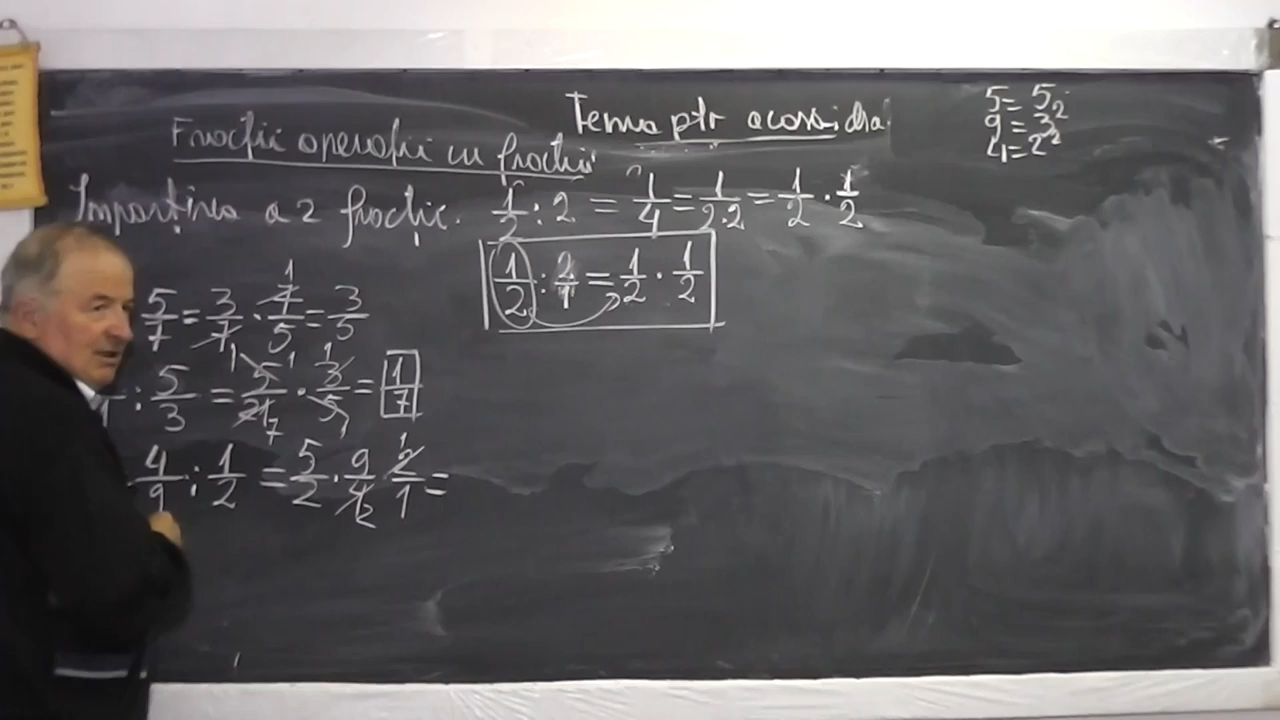 Tema ptr acasă
5 = 5
9 = 3²
4 = 2²
Fracții operații cu fracții
Împărțirea a 2 fracții. 1/2 : 2 = 1/4 = 1/2·2 = 1/2 · 1/2
1/2 : 2/1 = 1/2 · 1/2
5/7 = 3/7 · 7/5 = 3/5
: 5/3 = 5/21 · 3/5 = 1/7
4/9 : 1/2 = 5/2 · 9/4 2/1 =